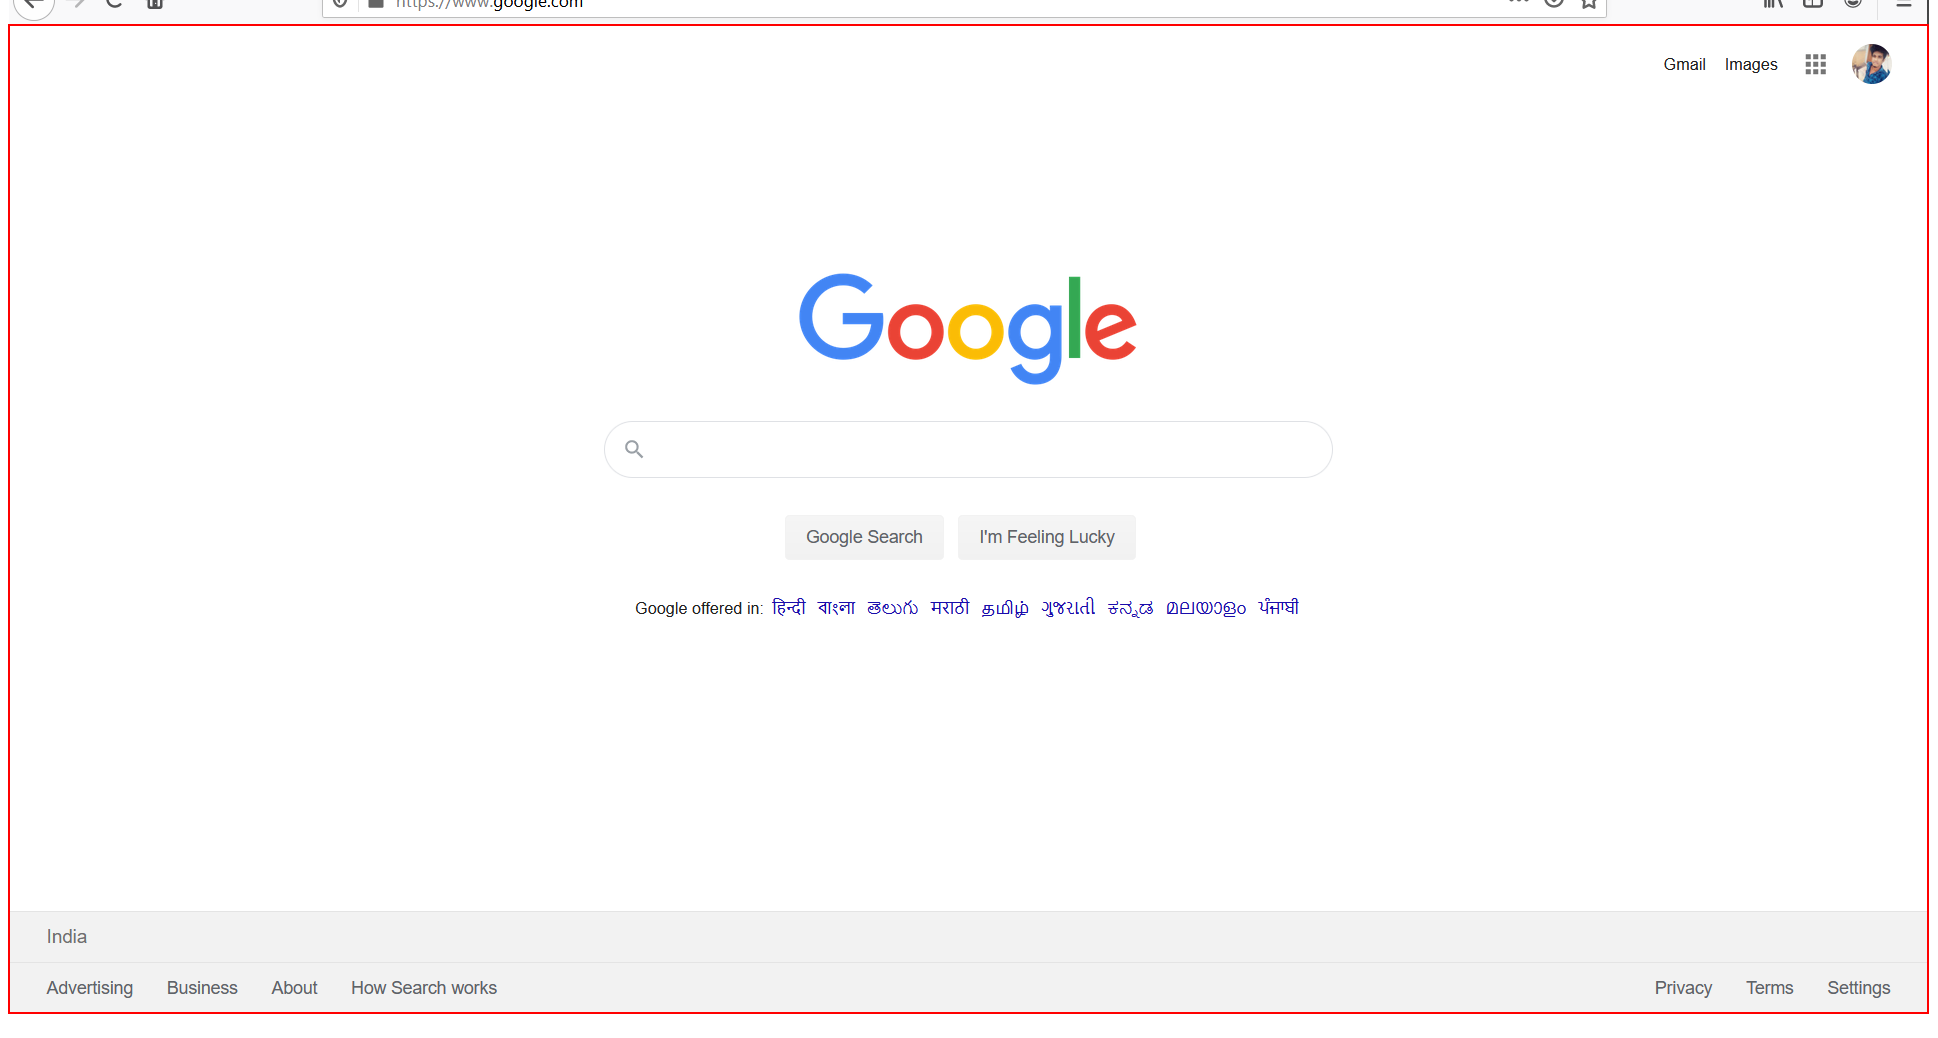 https://www.google.com
Gmail Images
Google
Google Search I'm Feeling Lucky
Google offered in: हिन्दी বাংলা తెలుగు मराठी தமிழ் ગુજરાતી ಕನ್ನಡ മലയാളം ਪੰਜਾਬੀ
India
Advertising Business About How Search works Privacy Terms Settings